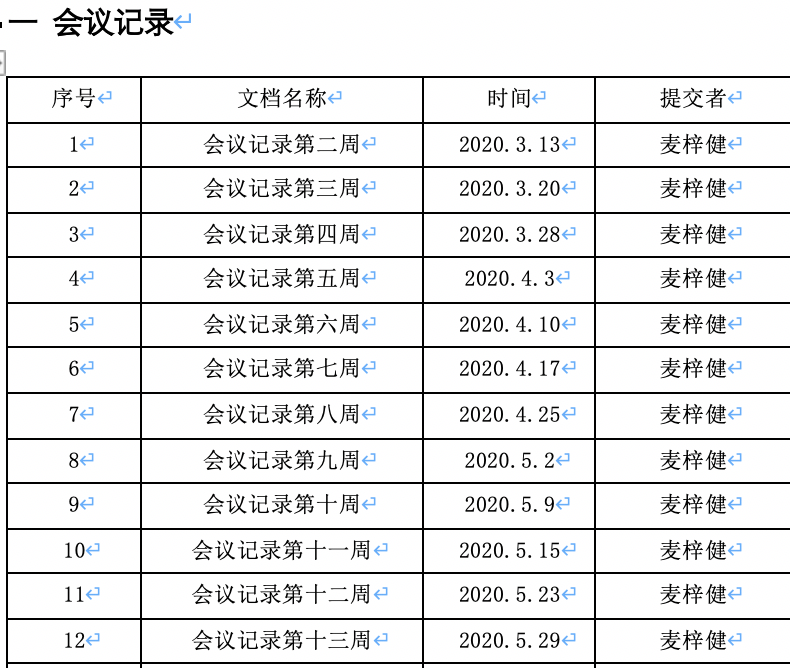 一 会议记录
序号 文档名称 时间 提交者
1 会议记录第二周 2020.3.13 麦梓健
2 会议记录第三周 2020.3.20 麦梓健
3 会议记录第四周 2020.3.28 麦梓健
4 会议记录第五周 2020.4.3 麦梓健
5 会议记录第六周 2020.4.10 麦梓健
6 会议记录第七周 2020.4.17 麦梓健
7 会议记录第八周 2020.4.25 麦梓健
8 会议记录第九周 2020.5.2 麦梓健
9 会议记录第十周 2020.5.9 麦梓健
10 会议记录第十一周 2020.5.15 麦梓健
11 会议记录第十二周 2020.5.23 麦梓健
12 会议记录第十三周 2020.5.29 麦梓健